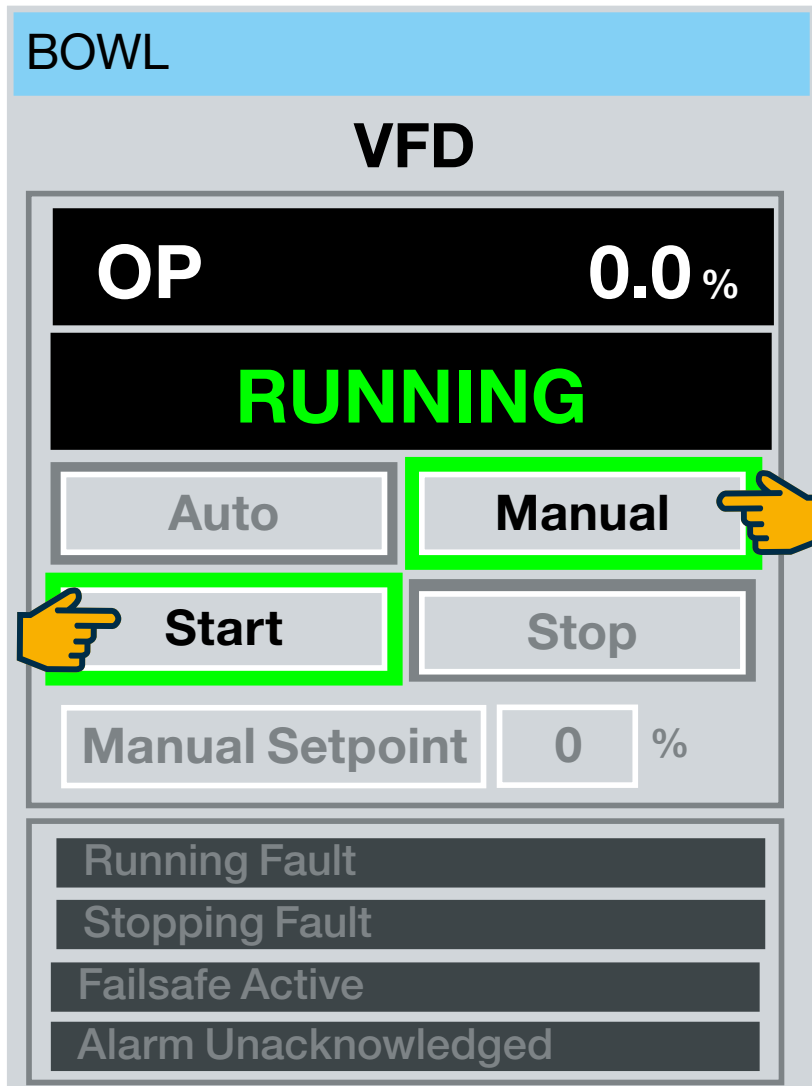 BOWL
VFD
OP 0.0 %
RUNNING
Auto Manual
Start Stop
Manual Setpoint 0 %
Running Fault
Stopping Fault
Failsafe Active
Alarm Unacknowledged